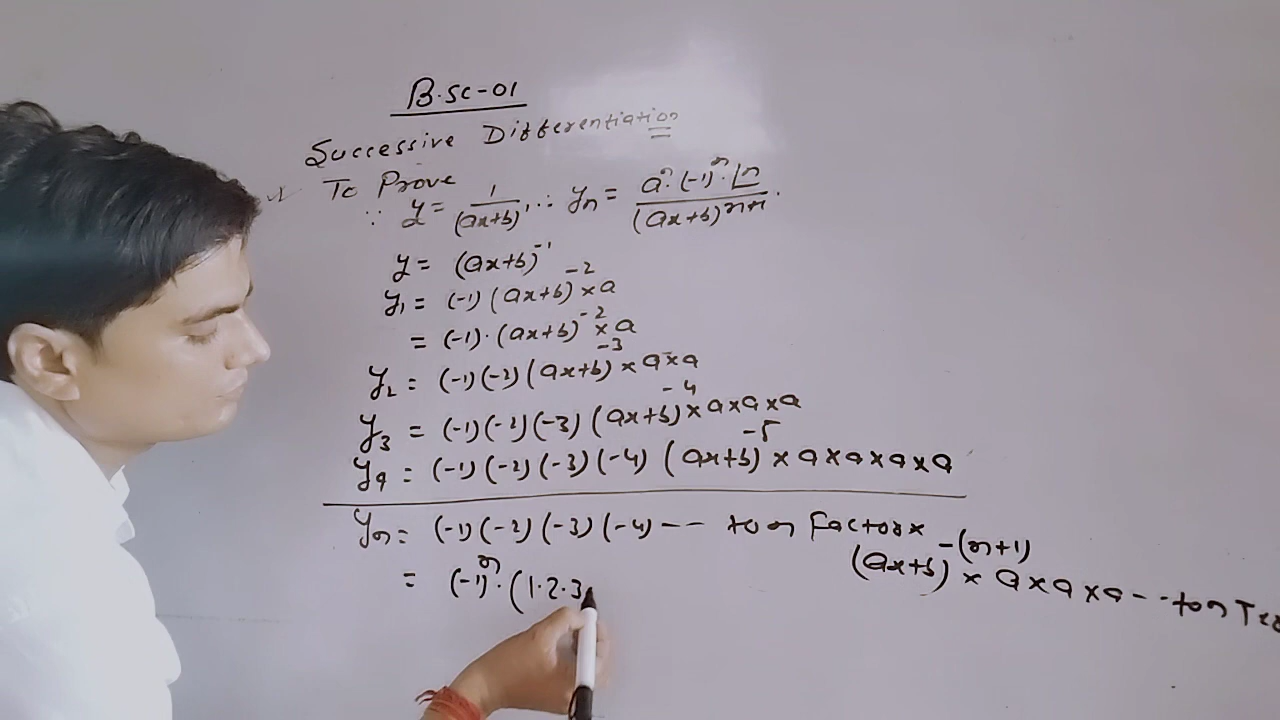 B.Sc-01
Successive Differentiation
To Prove
∵ y = 1/(ax+b), ∴ yₙ = aⁿ·(-1)ⁿ·⌊n / (ax+b)ⁿ⁺¹.
y = (ax+b)⁻¹
y₁ = (-1)(ax+b)⁻² × a
= (-1)·(ax+b)⁻² × a
y₂ = (-1)(-2)(ax+b)⁻³ × a × a
y₃ = (-1)(-2)(-3)(ax+b)⁻⁴ × a × a × a
y₄ = (-1)(-2)(-3)(-4)(ax+b)⁻⁵ × a × a × a × a
yₙ = (-1)(-2)(-3)(-4) -- to n Factor ×
(ax+b)⁻⁽ⁿ⁺¹⁾ × a × a × a -- to n
= (-1)ⁿ·(1·2·3